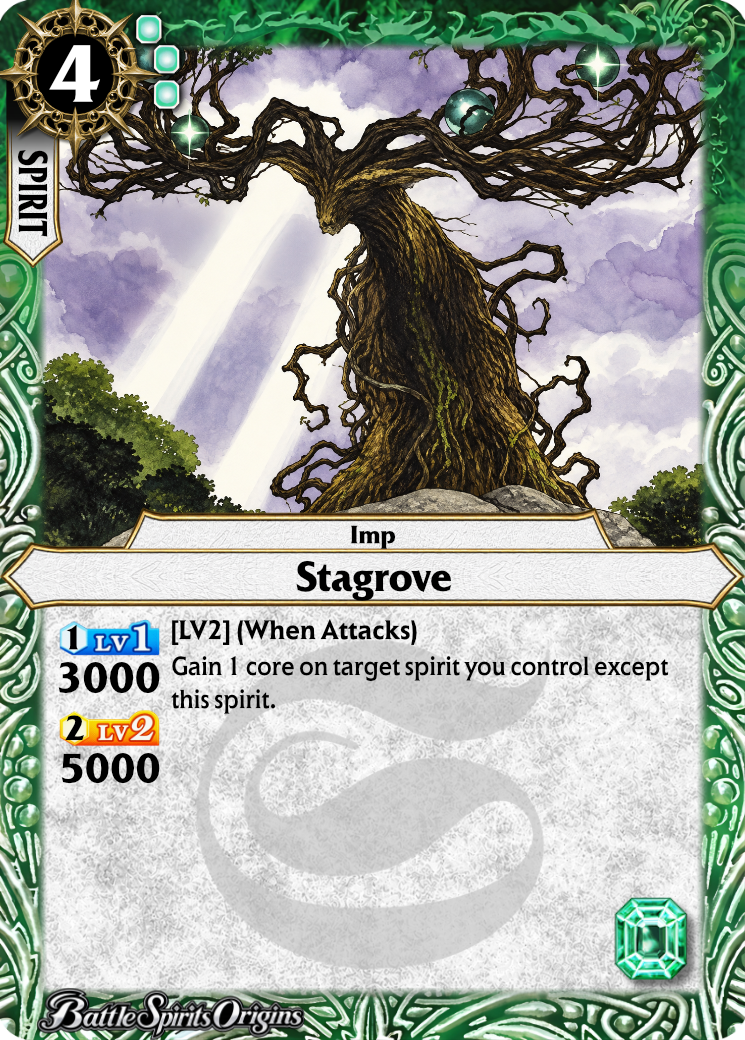 4
SPIRIT
Imp
Stagrove
1 LV1
3000
2 LV2
5000
[LV2] (When Attacks)
Gain 1 core on target spirit you control except
this spirit.
Battle Spirits Origins